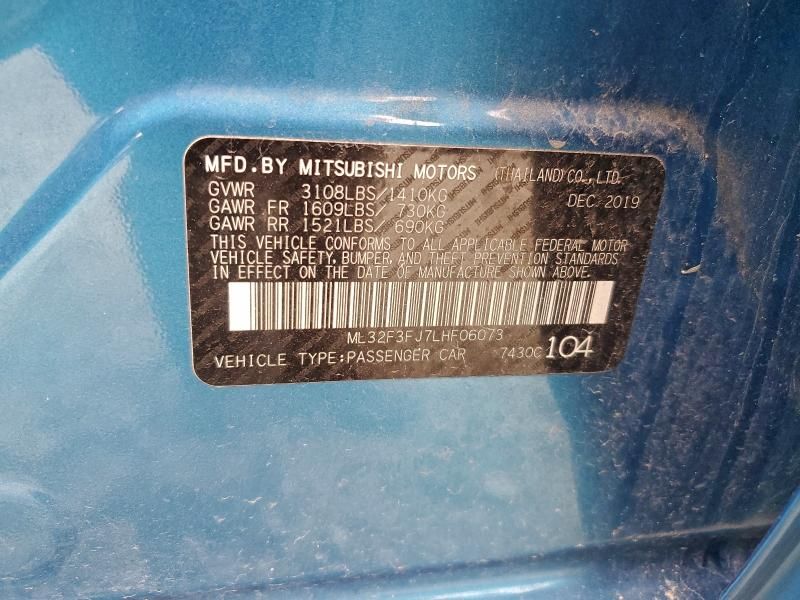 MFD.BY MITSUBISHI MOTORS (THAILAND) CO., LTD.
GVWR 3108LBS/1410KG DEC. 2019
GAWR FR 1609LBS/ 730KG
GAWR RR 1521LBS/ 690KG
THIS VEHICLE CONFORMS TO ALL APPLICABLE FEDERAL MOTOR
VEHICLE SAFETY, BUMPER, AND THEFT PREVENTION STANDARDS
IN EFFECT ON THE DATE OF MANUFACTURE SHOWN ABOVE.
ML32F3FJ7LHF06073
VEHICLE TYPE:PASSENGER CAR 7430C 104